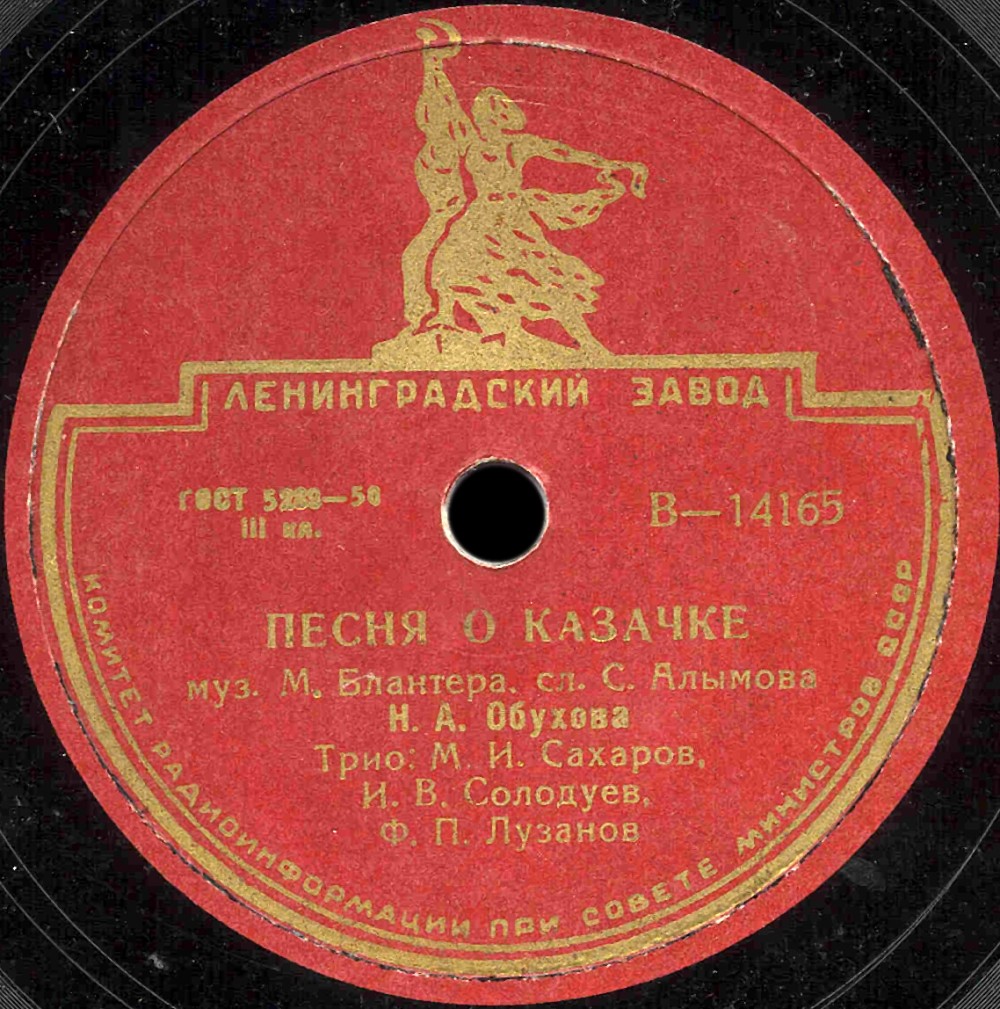 ЛЕНИНГРАДСКИЙ ЗАВОД
ГОСТ 5289—50
III кл.
В—14165
ПЕСНЯ О КАЗАЧКЕ
муз. М. Блантера, сл. С. Алымова
Н. А. Обухова
Трио: М. И. Сахаров,
И. В. Солодуев,
Ф. П. Лузанов
КОМИТЕТ РАДИОИНФОРМАЦИИ ПРИ СОВЕТЕ МИНИСТРОВ СССР